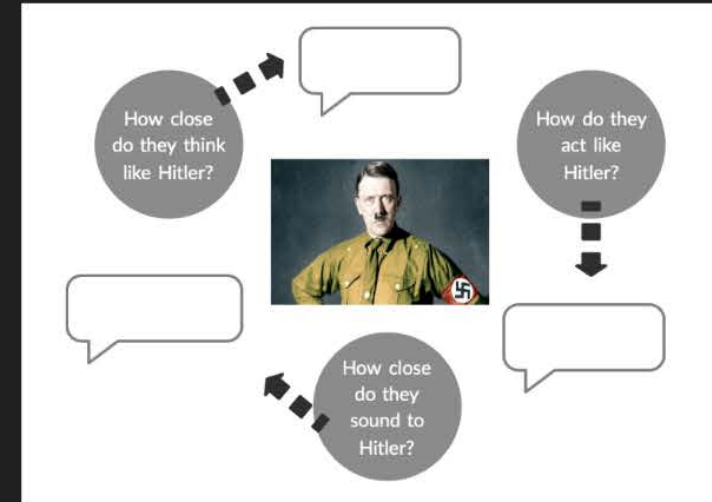 How close
do they think
like Hitler?
How do they
act like
Hitler?
How close
do they
sound to
Hitler?